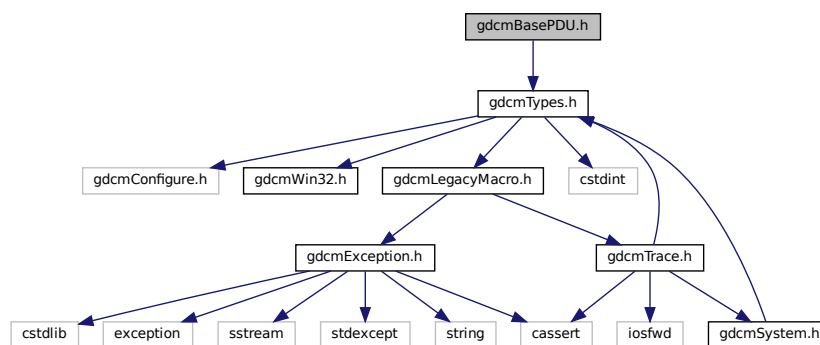 gdcmBasePDU.h
gdcmTypes.h
gdcmConfigure.h
gdcmWin32.h
gdcmLegacyMacro.h
cstdint
gdcmException.h
gdcmTrace.h
cstdlib
exception
sstream
stdexcept
string
cassert
iosfwd
gdcmSystem.h